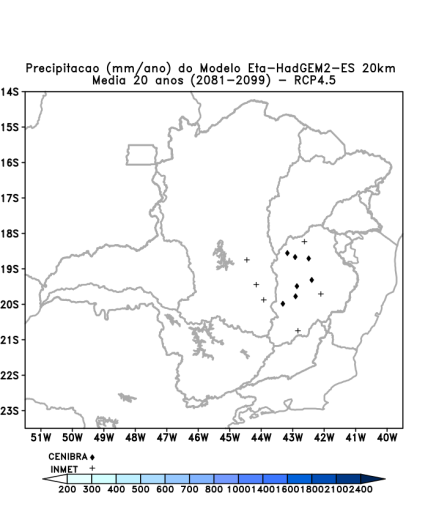 Precipitacao (mm/ano) do Modelo Eta-HadGEM2-ES 20km
Media 20 anos (2081-2099) - RCP4.5
14S
15S
16S
17S
18S
19S
20S
21S
22S
23S
51W 50W 49W 48W 47W 46W 45W 44W 43W 42W 41W 40W
CENIBRA
INMET
200 300 400 500 600 700 800 1000 1400 1600 1800 2100 2400